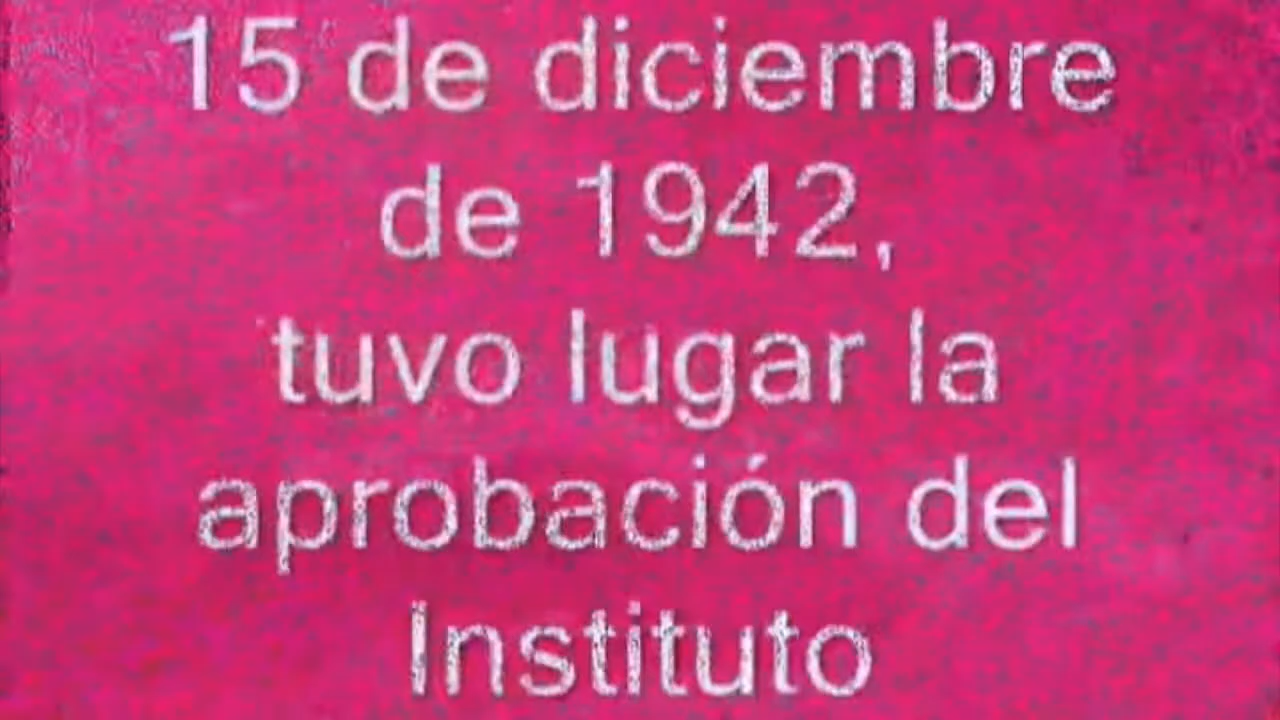 15 de diciembre
de 1942,
tuvo lugar la
aprobación del
Instituto